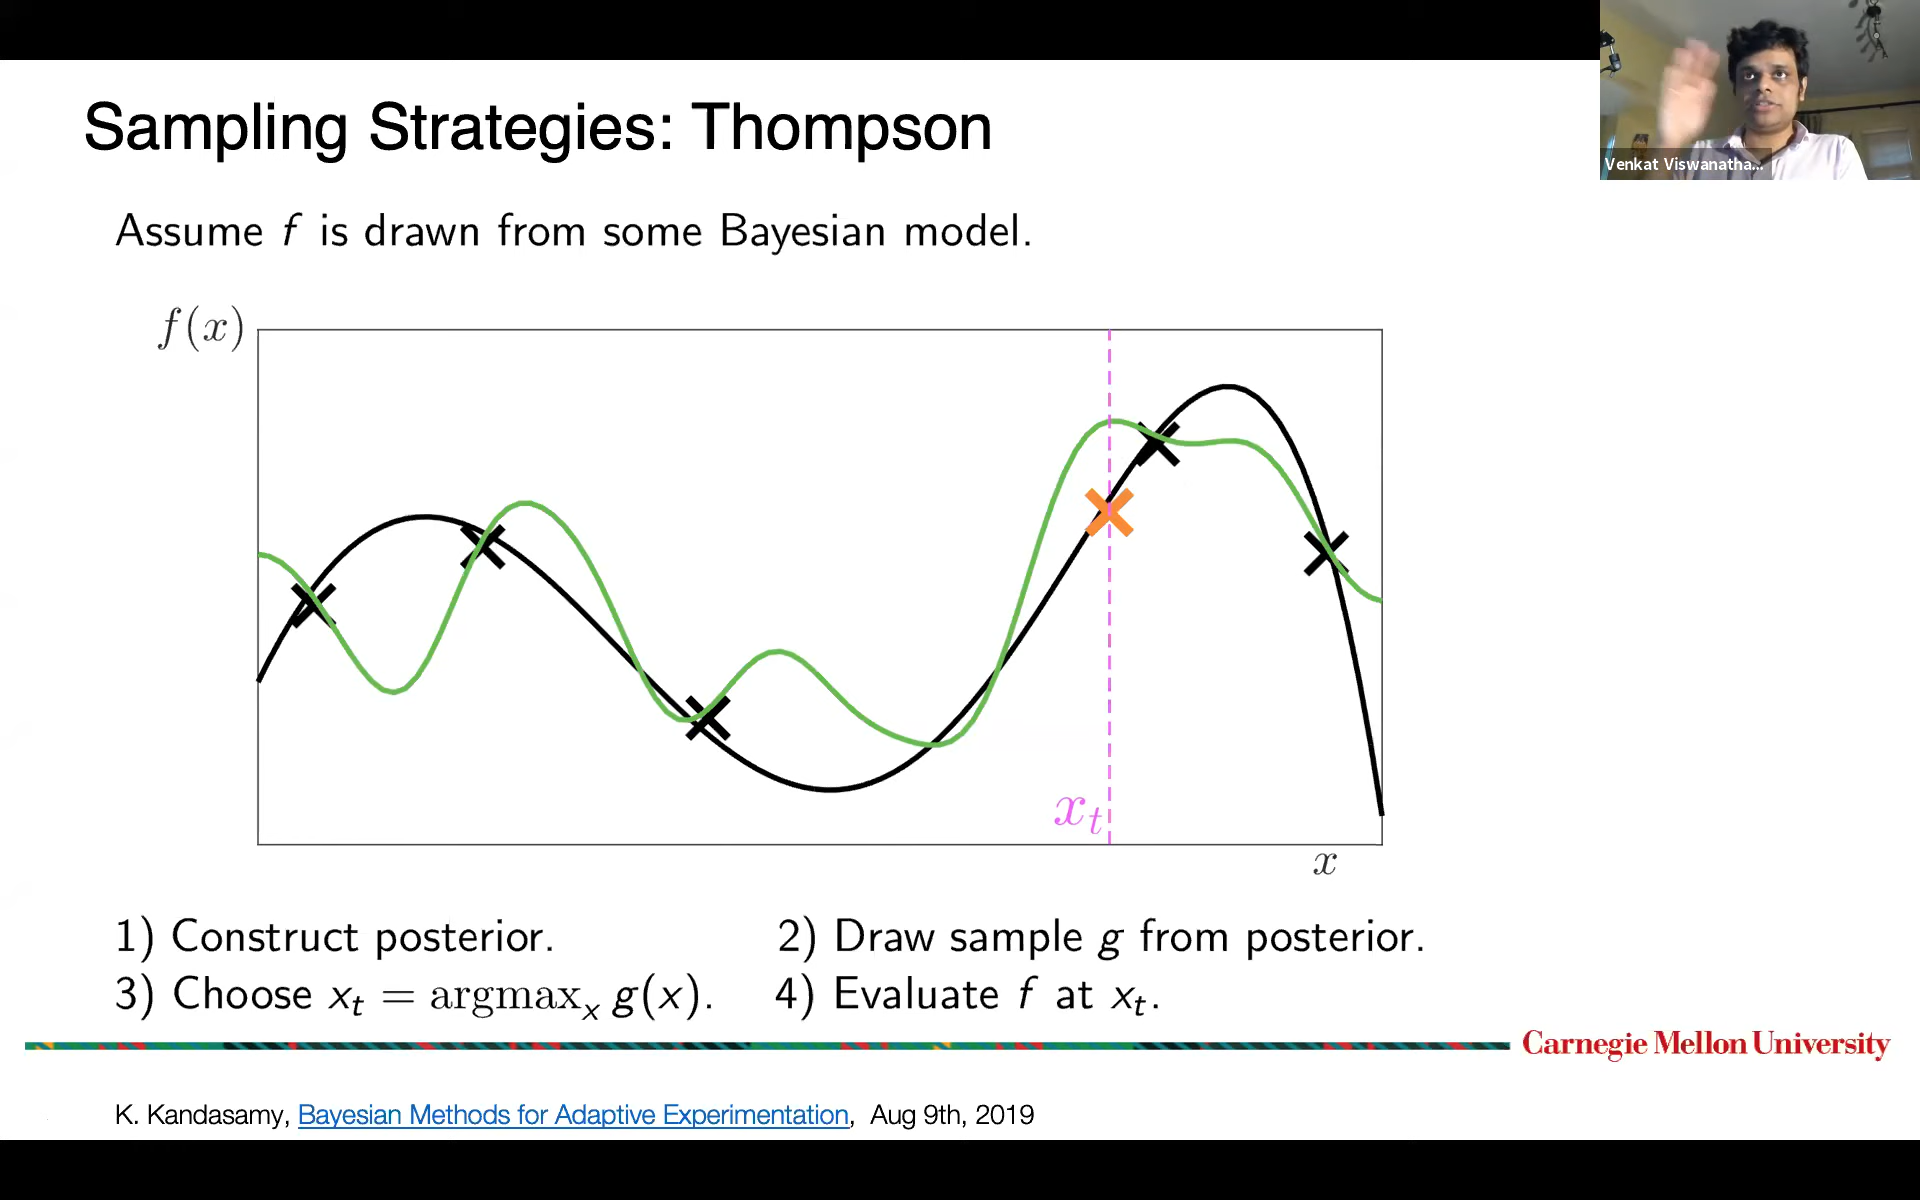 Sampling Strategies: Thompson
Venkat Viswanatha...
Assume f is drawn from some Bayesian model.
f(x)
x_t
x
1) Construct posterior.
2) Draw sample g from posterior.
3) Choose x_t = argmax_x g(x).
4) Evaluate f at x_t.
Carnegie Mellon University
K. Kandasamy, Bayesian Methods for Adaptive Experimentation, Aug 9th, 2019